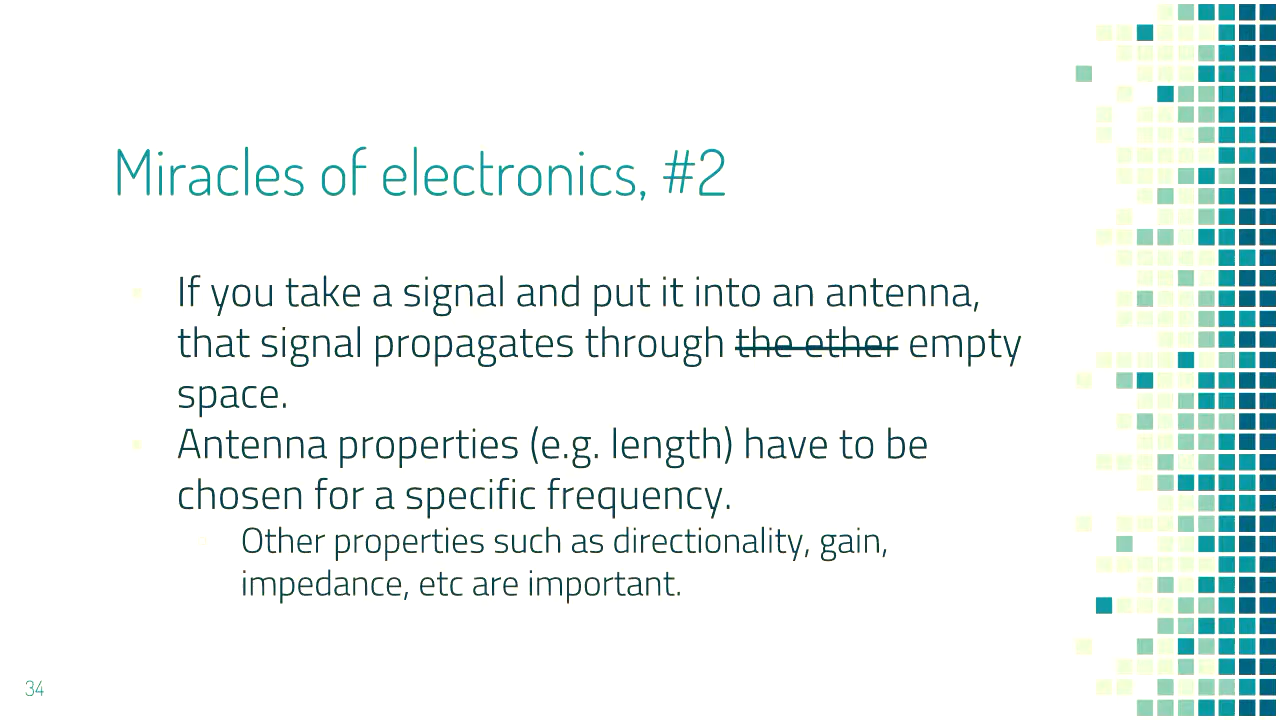 Miracles of electronics, #2
If you take a signal and put it into an antenna,
that signal propagates through the ether empty
space.
Antenna properties (e.g. length) have to be
chosen for a specific frequency.
Other properties such as directionality, gain,
impedance, etc are important.
34